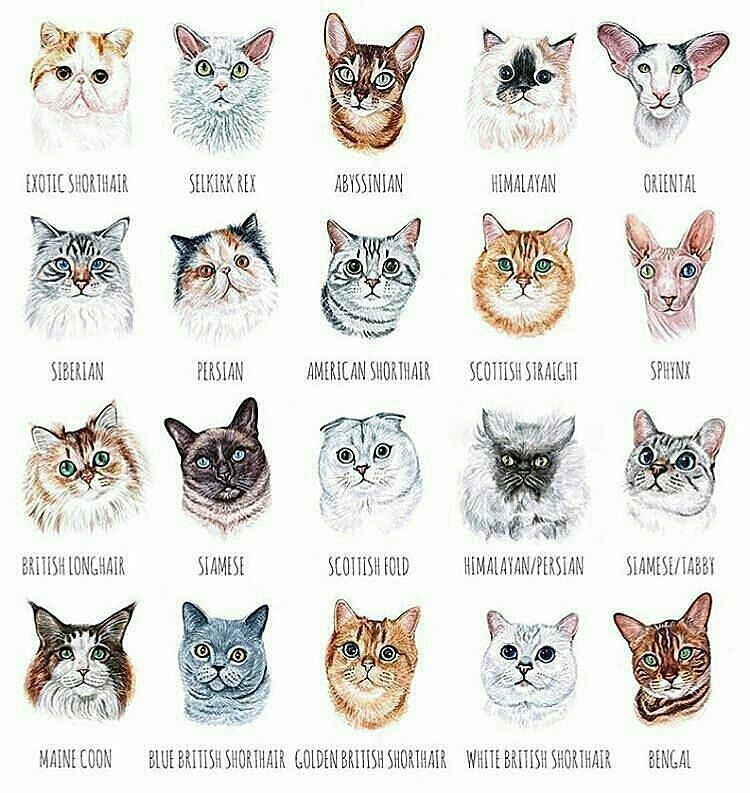 EXOTIC SHORTHAIR SELKIRK REX ABYSSINIAN HIMALAYAN ORIENTAL
SIBERIAN PERSIAN AMERICAN SHORTHAIR SCOTTISH STRAIGHT SPHYNX
BRITISH LONGHAIR SIAMESE SCOTTISH FOLD HIMALAYAN/PERSIAN SIAMESE/TABBY
MAINE COON BLUE BRITISH SHORTHAIR GOLDEN BRITISH SHORTHAIR WHITE BRITISH SHORTHAIR BENGAL